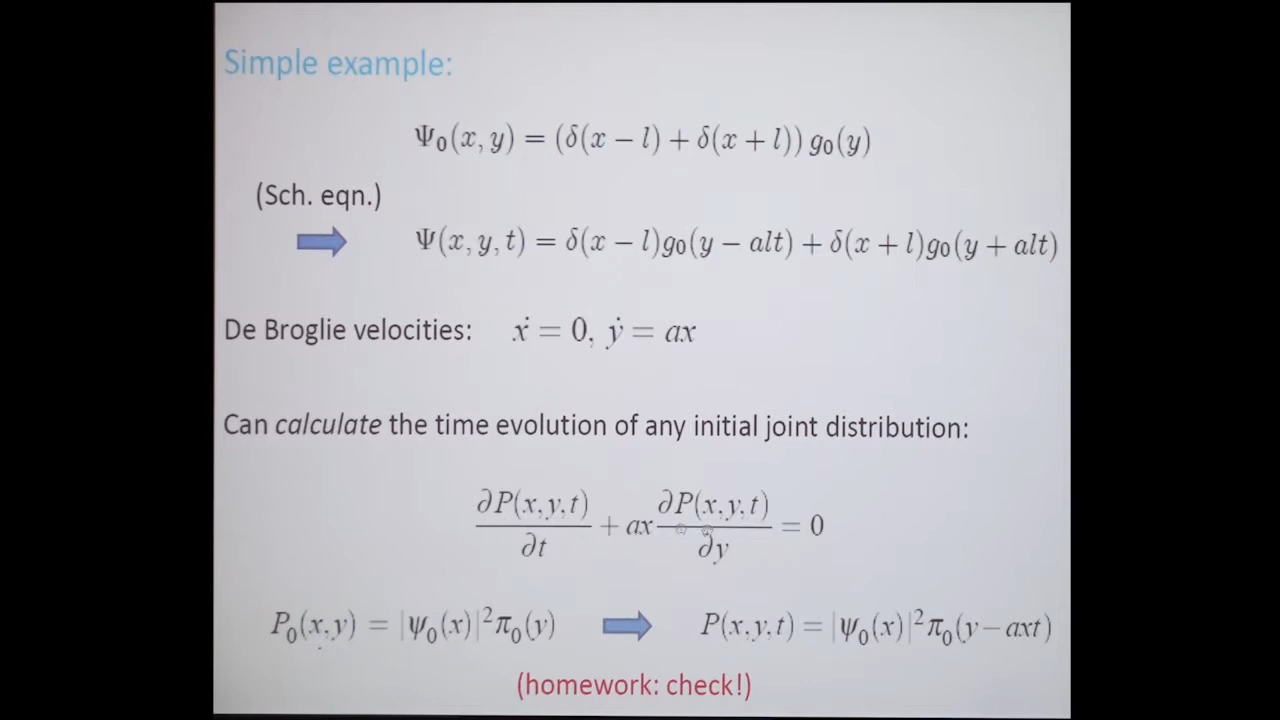 Simple example:
Ψ₀(x, y) = (δ(x − l) + δ(x + l)) g₀(y)
(Sch. eqn.)
Ψ(x, y, t) = δ(x − l)g₀(y − alt) + δ(x + l)g₀(y + alt)
De Broglie velocities: ẋ = 0, ẏ = ax
Can calculate the time evolution of any initial joint distribution:
∂P(x,y,t)/∂t + ax ∂P(x,y,t)/∂y = 0
P₀(x,y) = |ψ₀(x)|²π₀(y) P(x,y,t) = |ψ₀(x)|²π₀(y − axt)
(homework: check!)